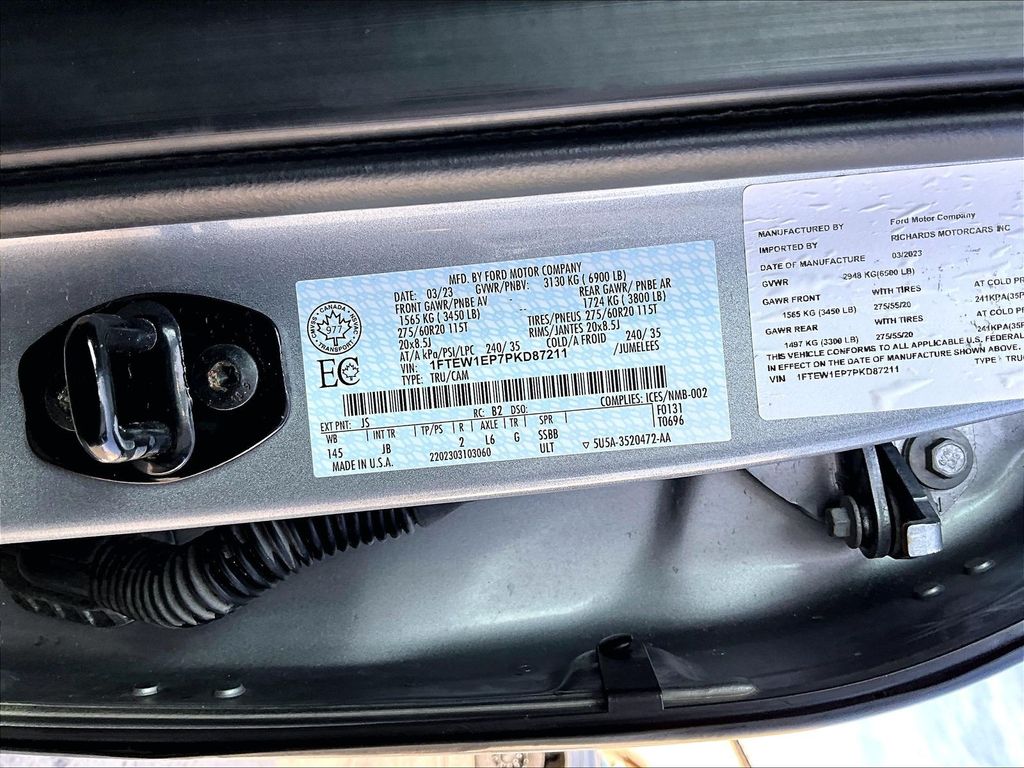 MFD. BY FORD MOTOR COMPANY
DATE: 03/23 GVWR/PNBV: 3130 KG ( 6900 LB)
FRONT GAWR/PNBE AV REAR GAWR/ PNBE AR
1565 KG ( 3450 LB) 1724 KG ( 3800 LB)
275/60R20 115T TIRES/PNEUS 275/60R20 115T
20x8.5J RIMS/JANTES 20x8.5J
AT/A kPa/PSI/LPC 240/ 35 COLD/A FROID 240/ 35
VIN: 1FTEW1EP7PKD87211 /JUMELEES
TYPE: TRU/CAM
CANADA
977
TRANSPORT
EC
EXT PNT: JS RC: B2 DSO: COMPLIES: ICES/NMB-002
WB INT TR TP/PS R AXLE TR SPR F0131
145 JB 2 L6 G SSBB T0696
MADE IN U.S.A. 2202303103060 ULT 5U5A-3520472-AA
MANUFACTURED BY Ford Motor Company
IMPORTED BY RICHARDS MOTORCARS INC
DATE OF MANUFACTURE 03/2023
GVWR 2948 KG(6500 LB)
GAWR FRONT WITH TIRES AT COLD
1565 KG (3450 LB) 275/55/20
GAWR REAR WITH TIRES AT COLD
1497 KG (3300 LB) 275/55/20
THIS VEHICLE CONFORMS TO ALL APPLICABLE U.S. FEDERAL
IN EFFECT ON THE DATE OF MANUFACTURE SHOWN ABOVE.
VIN 1FTEW1EP7PKD87211 TYPE: